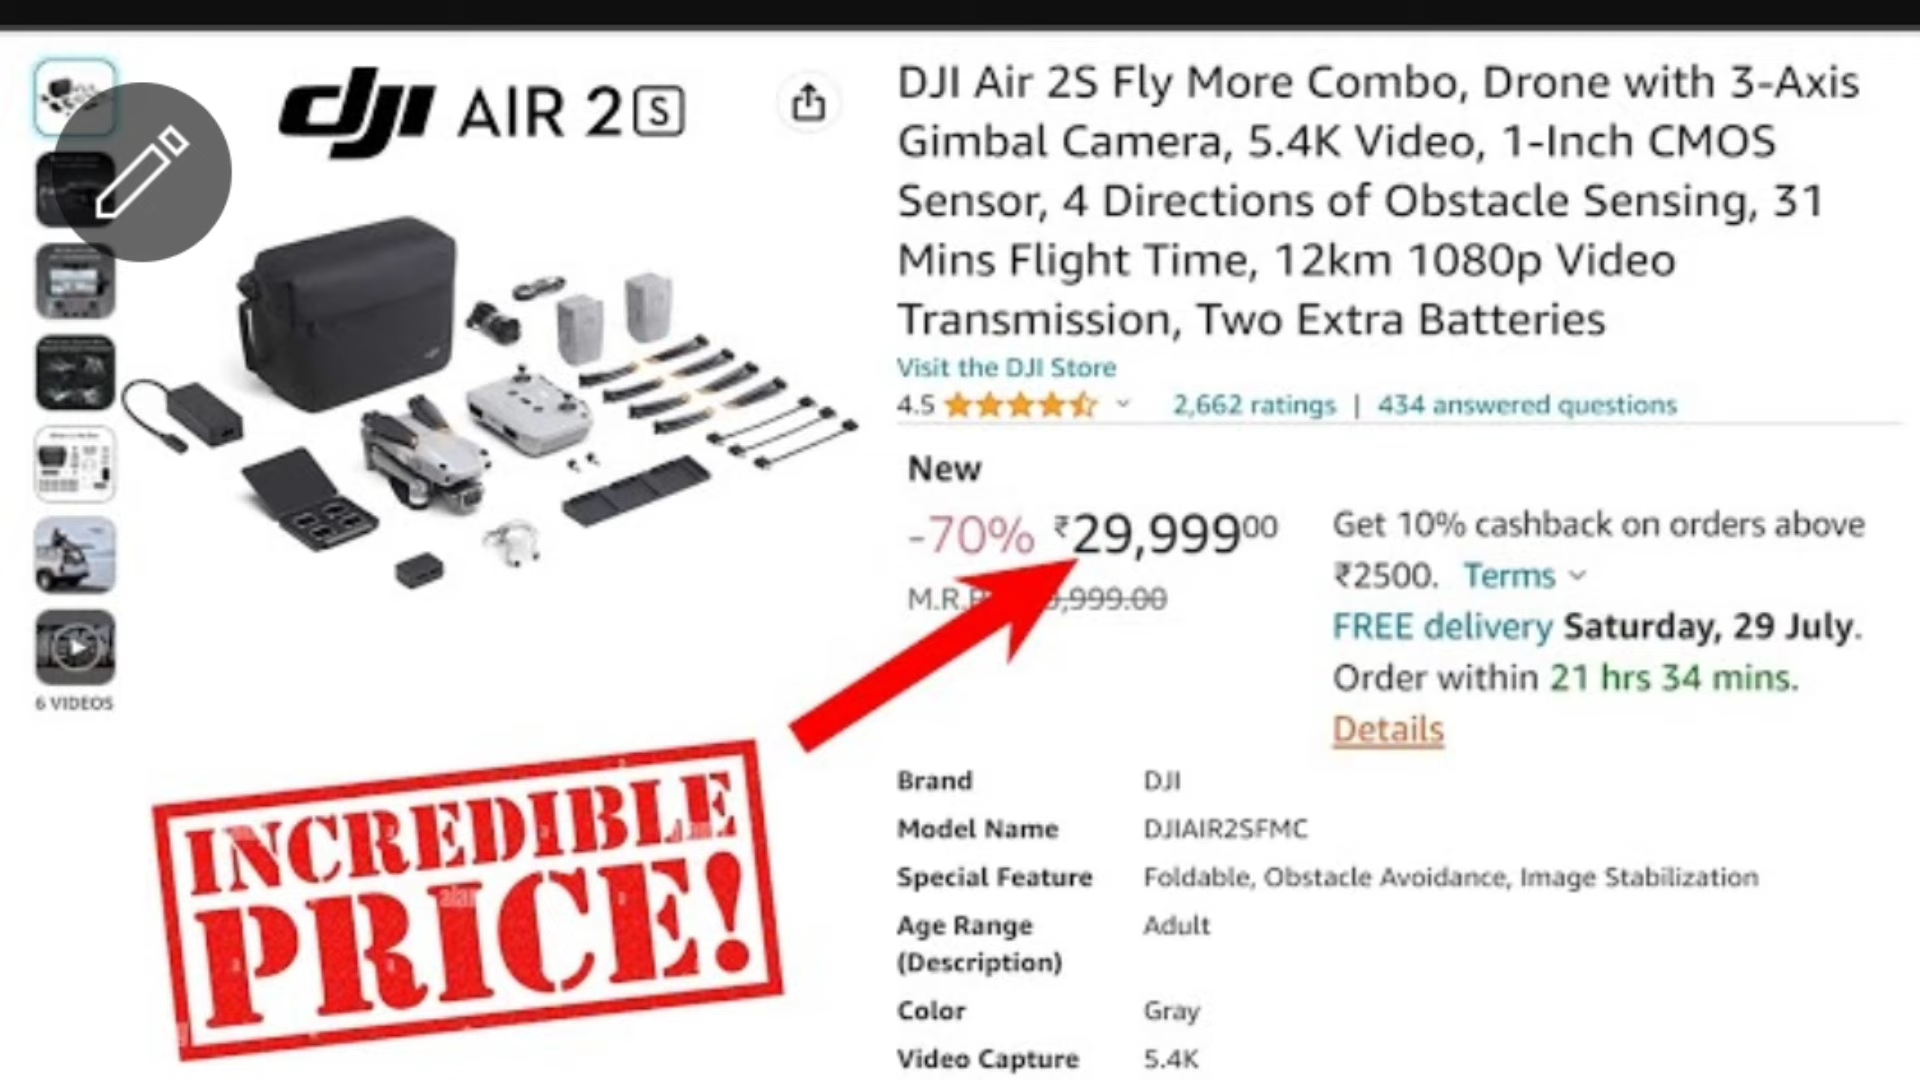 dji AIR 2S
DJI Air 2S Fly More Combo, Drone with 3-Axis
Gimbal Camera, 5.4K Video, 1-Inch CMOS
Sensor, 4 Directions of Obstacle Sensing, 31
Mins Flight Time, 12km 1080p Video
Transmission, Two Extra Batteries
Visit the DJI Store
4.5 2,662 ratings | 434 answered questions
New
-70% ₹29,99900
M.R.P ,999.00
Get 10% cashback on orders above
₹2500. Terms
FREE delivery Saturday, 29 July.
Order within 21 hrs 34 mins.
Details
6 VIDEOS
INCREDIBLE
PRICE!
Brand DJI
Model Name DJIAIR2SFMC
Special Feature Foldable, Obstacle Avoidance, Image Stabilization
Age Range Adult
(Description)
Color Gray
Video Capture 5.4K